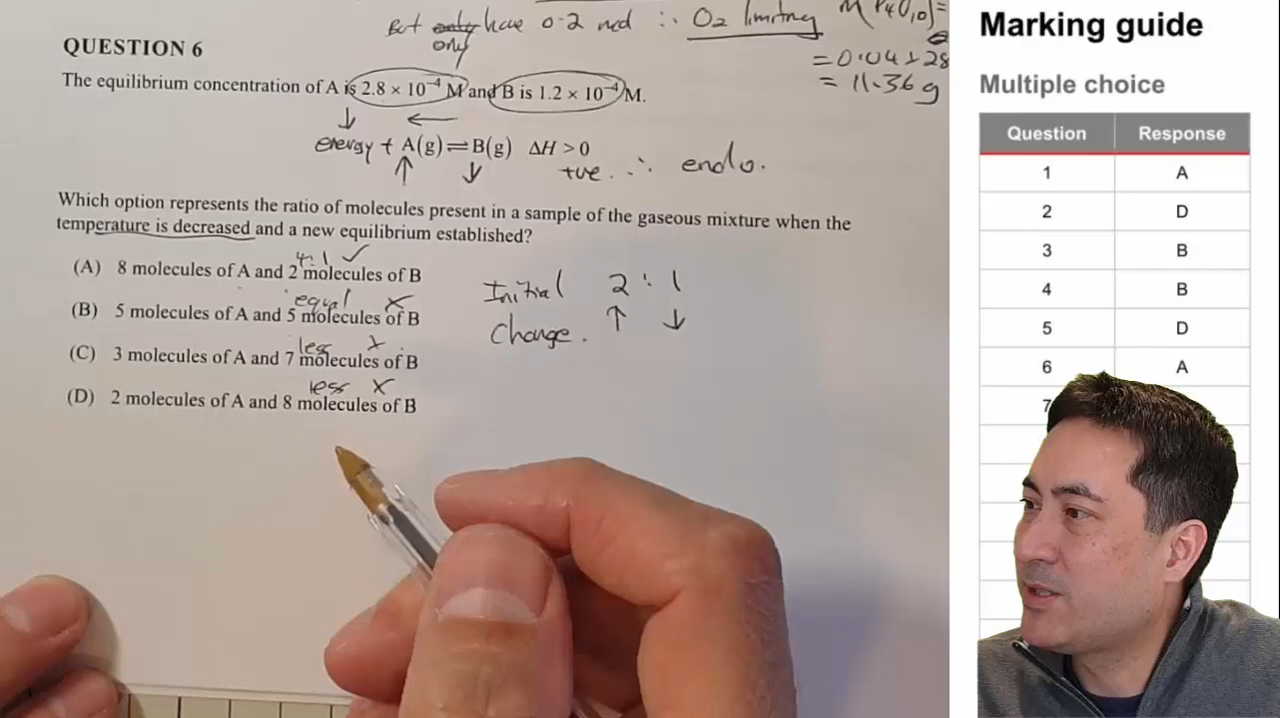 But only have 0.2 mol ∴ O2 limiting
only
= 0.04 × 28
= 11.36 g
QUESTION 6
The equilibrium concentration of A is 2.8 × 10⁻⁴ M and B is 1.2 × 10⁻⁴ M.
↓ ←
energy + A(g) ⇌ B(g) ΔH > 0
↑ ↓ +ve. ∴ endo.
Which option represents the ratio of molecules present in a sample of the gaseous mixture when the
temperature is decreased and a new equilibrium established?
4:1 ✓
(A) 8 molecules of A and 2 molecules of B
equal ×
(B) 5 molecules of A and 5 molecules of B
less ×
(C) 3 molecules of A and 7 molecules of B
less ×
(D) 2 molecules of A and 8 molecules of B
Initial 2 : 1
Change. ↑ ↓
Marking guide
Multiple choice
Question Response
1 A
2 D
3 B
4 B
5 D
6 A
7